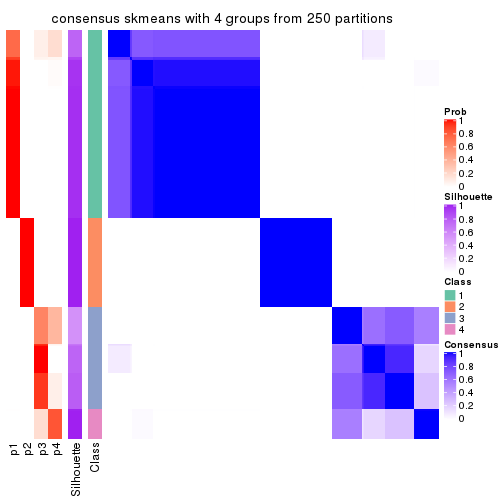 consensus skmeans with 4 groups from 250 partitions
Prob
1
0.8
0.6
0.4
0.2
0
Silhouette
1
0.8
0.6
0.4
0.2
0
Class
1
2
3
4
Consensus
1
0.8
0.6
0.4
0.2
0
p1
p2
p3
p4
Silhouette
Class